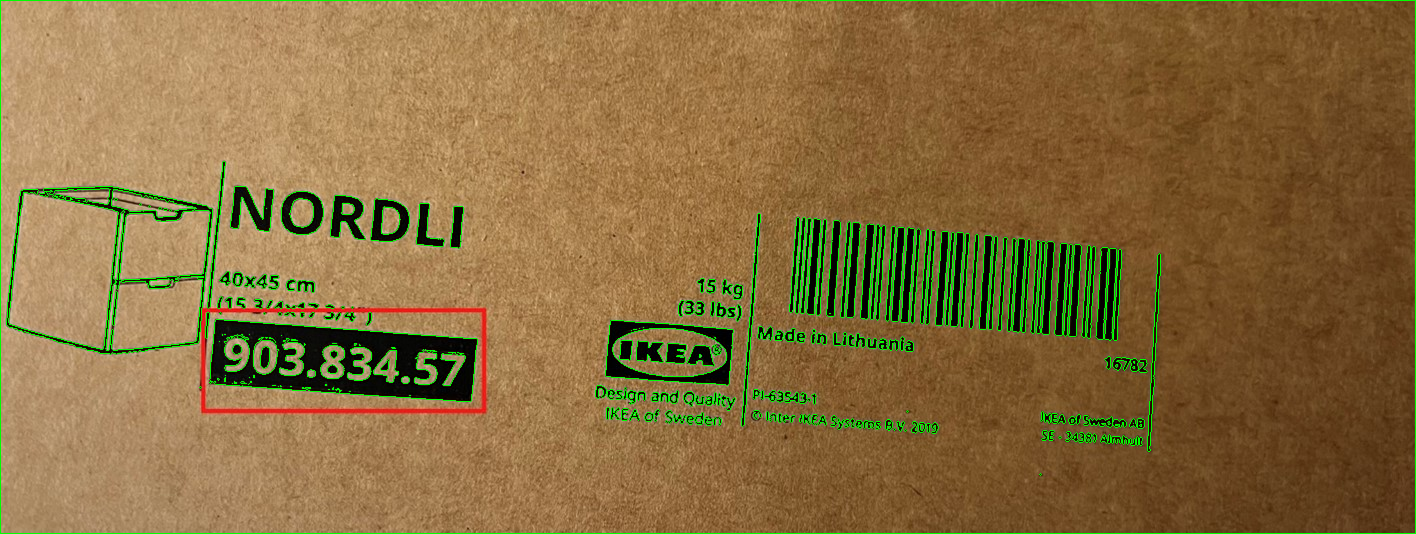 NORDLI
40x45 cm
(15 3/4x17 3/4")
903.834.57
15 kg
(33 lbs)
IKEA®
Design and Quality
IKEA of Sweden
Made in Lithuania
16782
PI-63543-1
© Inter IKEA Systems B.V. 2019
IKEA of Sweden AB
SE - 34381 Älmhult